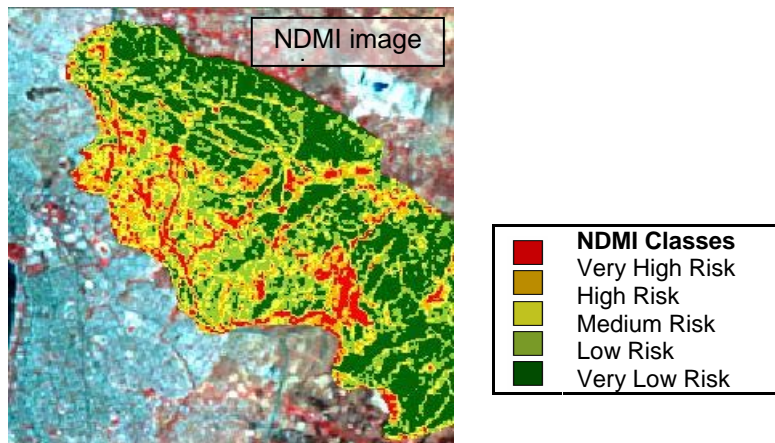 NDMI image
NDMI Classes
Very High Risk
High Risk
Medium Risk
Low Risk
Very Low Risk